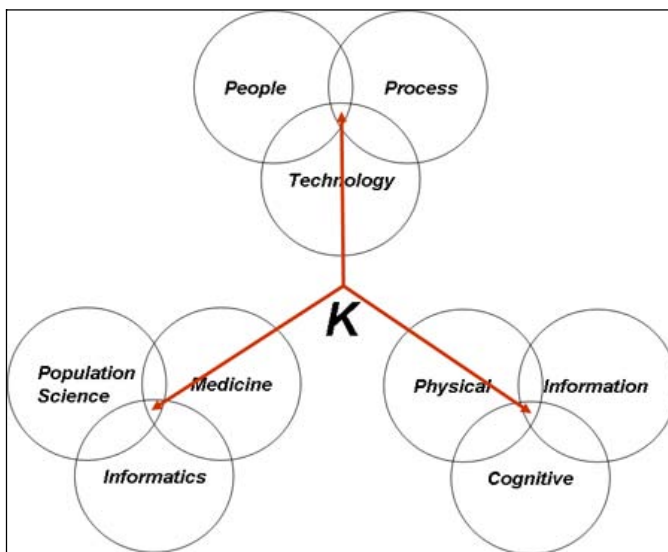 People
Process
Technology
K
Population
Science
Medicine
Informatics
Physical
Information
Cognitive